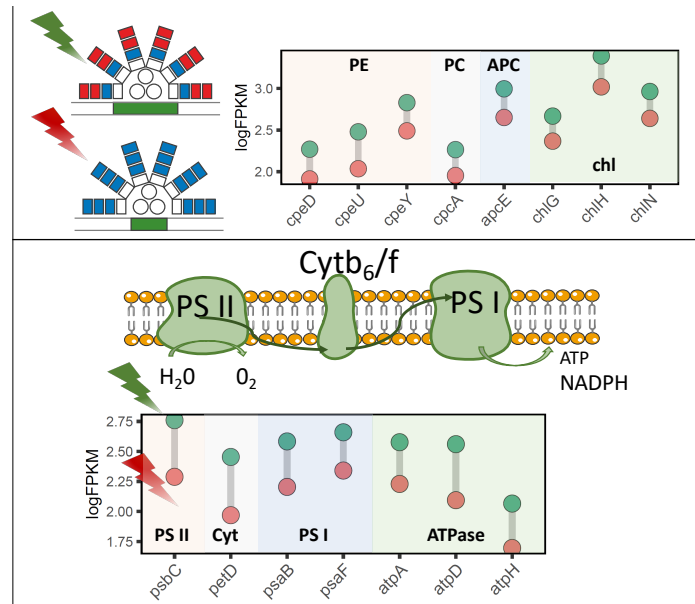 PE PC APC
logFPKM
3.0
2.5
2.0
chl
cpeD cpeU cpeY cpcA apcE chlG chlH chlN
Cytb₆/f
PS II PS I
H₂0 0₂ ATP
NADPH
logFPKM
2.75
2.50
2.25
2.00
1.75
PS II Cyt PS I ATPase
psbC petD psaB psaF atpA atpD atpH